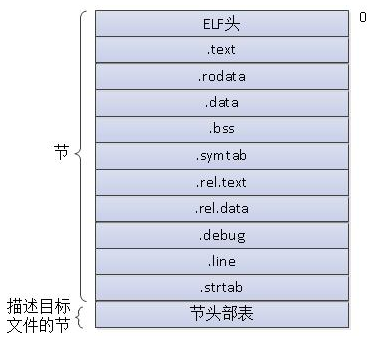 ELF头
0
.text
.rodata
.data
.bss
节
.symtab
.rel.text
.rel.data
.debug
.line
.strtab
描述目标
文件的节
节头部表